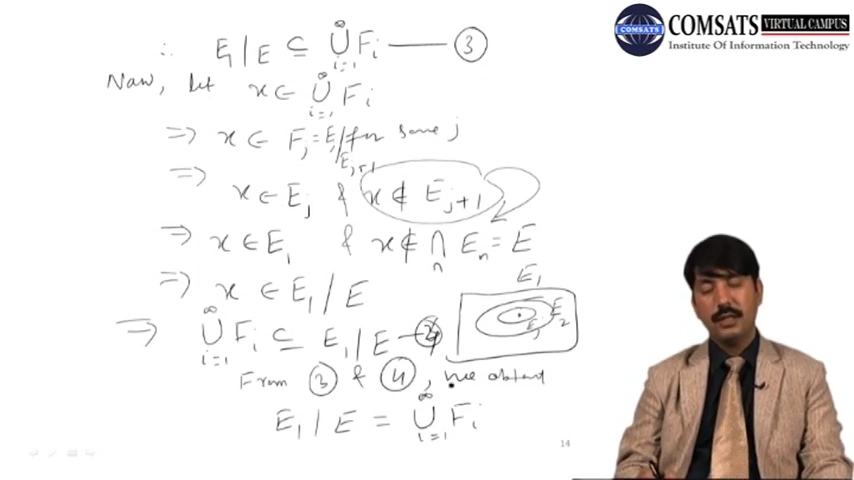 COMSATS VIRTUAL CAMPUS
COMSATS
Institute Of Information Technology
∴ E₁/E ⊆ ∞∪i=1 Fi —— ③
Now, let x ∈ ∞∪i=1 Fi
⇒ x ∈ Fj = Ej/Ej+1 for some j
⇒ x ∈ Ej & x ∉ Ej+1
⇒ x ∈ E₁ & x ∉ ∩n En = E
⇒ x ∈ E₁/E
E₁
E₂
Ej
⇒ ∞∪i=1 Fi ⊆ E₁/E — ④
From ③ & ④, we obtant
E₁/E = ∞∪i=1 Fi
14